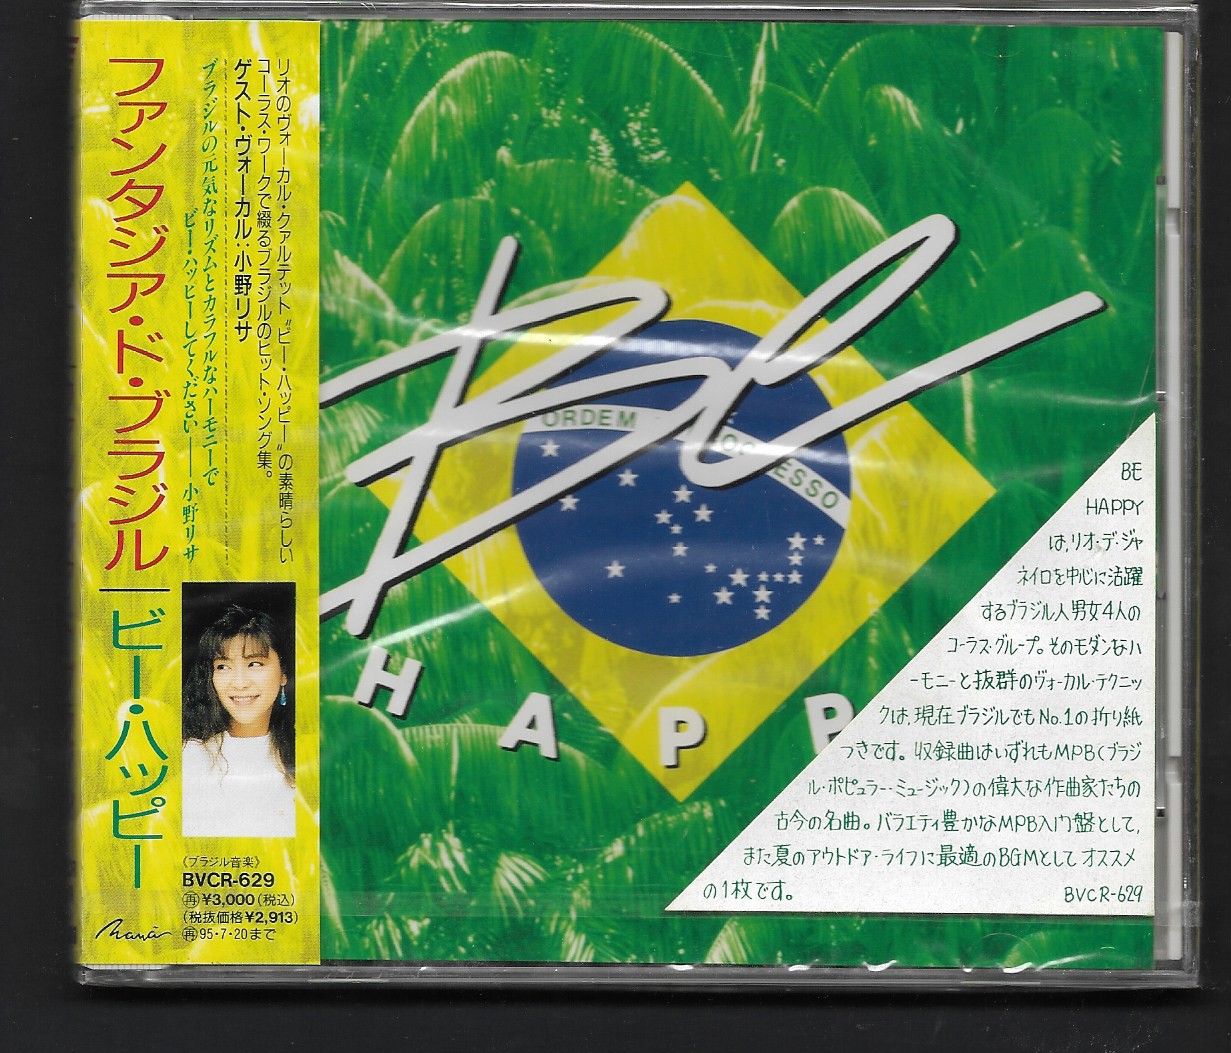 ファンタジア・ド・ブラジル｜ビー・ハッピー
リオのヴォーカル・クァルテット〝ビー・ハッピー〟の素晴らしい
コーラス・ワークで綴るブラジルのヒット・ソング集。
ゲスト・ヴォーカル:小野リサ
ブラジルの元気なリズムとカラフルなハーモニーで
ビー・ハッピーしてください――小野リサ
《ブラジル音楽》
BVCR-629
㊡¥3,000(税込)
(税抜価格¥2,913)
㊡95・7・20まで
Maná
Be
HAPP
ORDEM
OGRESSO
BE
HAPPY
は,リオ・デ・ジャ
ネイロを中心に活躍
するブラジル人男女4人の
コーラス・グループ。そのモダンなハ
ーモニーと抜群のヴォーカル・テクニッ
クは,現在ブラジルでもNo.1の折り紙
つきです。収録曲はいずれもMPB(ブラジ
ル・ポピュラー・ミュージック)の偉大な作曲家たちの
古今の名曲。バラエティ豊かなMPB入門盤として,
また夏のアウトドア・ライフに最適のBGMとしてオススメ
の1枚です。
BVCR-629